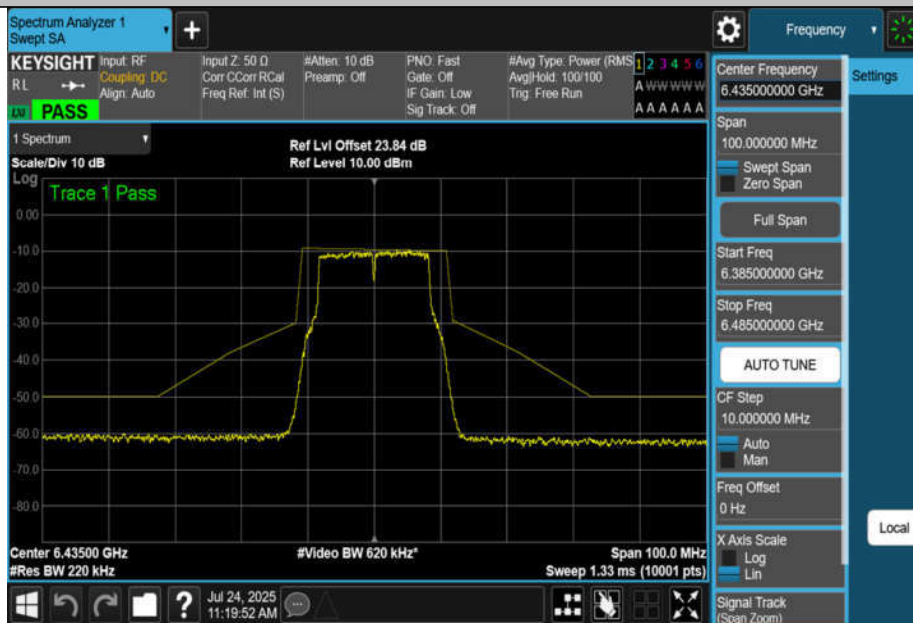 Spectrum Analyzer 1
Swept SA
Frequency
KEYSIGHT
RL
LXI
PASS
Input: RF
Coupling: DC
Align: Auto
Input Z: 50 Ω
Corr CCorr RCal
Freq Ref: Int (S)
#Atten: 10 dB
Preamp: Off
PNO: Fast
Gate: Off
IF Gain: Low
Sig Track: Off
#Avg Type: Power (RMS
Avg|Hold: 100/100
Trig: Free Run
1 2 3 4 5 6
A W W W W W
A A A A A A
1 Spectrum
Scale/Div 10 dB
Ref Lvl Offset 23.84 dB
Ref Level 10.00 dBm
Log
Trace 1 Pass
0.00
-10.0
-20.0
-30.0
-40.0
-50.0
-60.0
-70.0
-80.0
Center 6.43500 GHz
#Res BW 220 kHz
#Video BW 620 kHz*
Span 100.0 MHz
Sweep 1.33 ms (10001 pts)
Jul 24, 2025
11:19:52 AM
Center Frequency
6.435000000 GHz
Span
100.000000 MHz
Swept Span
Zero Span
Full Span
Start Freq
6.385000000 GHz
Stop Freq
6.485000000 GHz
AUTO TUNE
CF Step
10.000000 MHz
Auto
Man
Freq Offset
0 Hz
X Axis Scale
Log
Lin
Signal Track
(Span Zoom)
Settings
Local